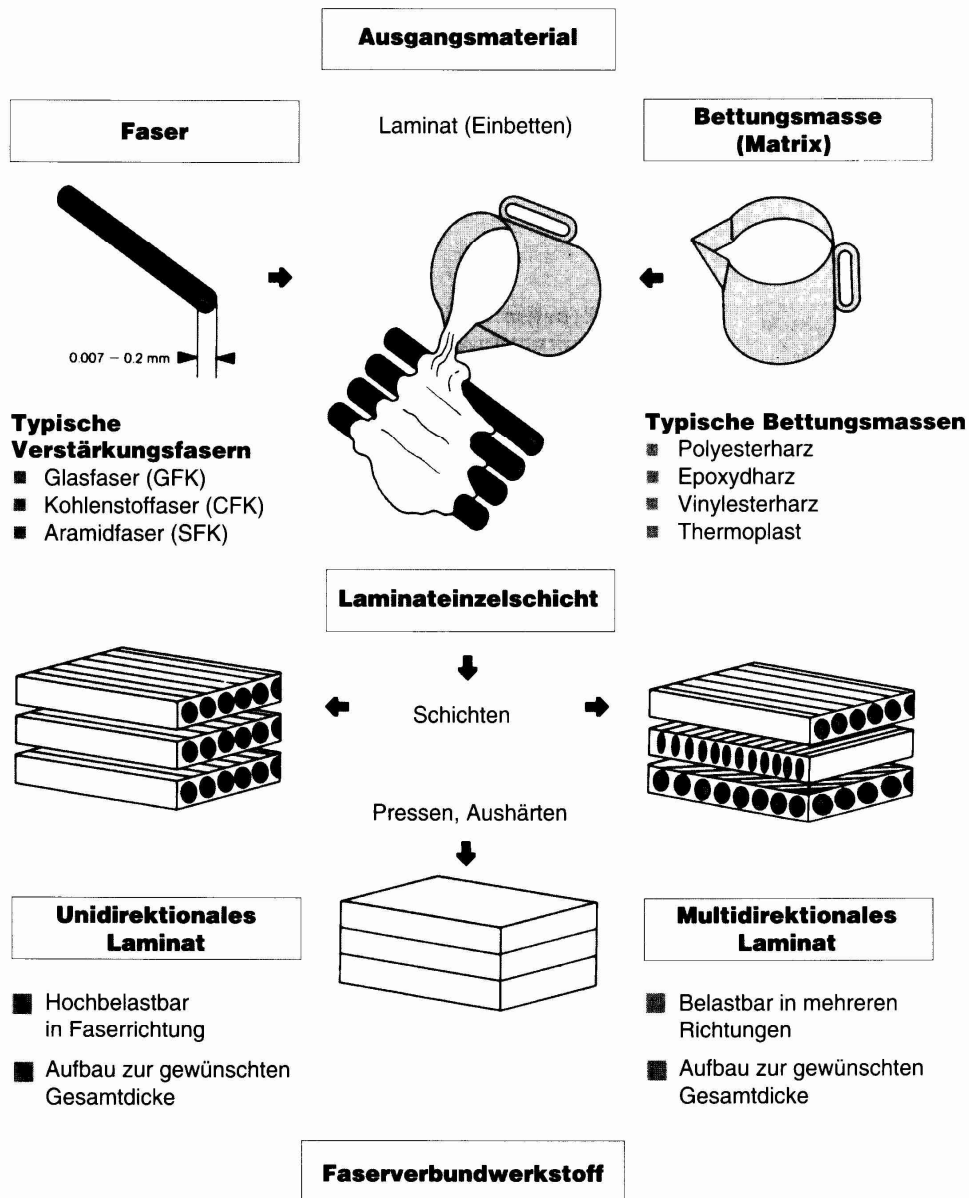 Ausgangsmaterial
Faser
Laminat (Einbetten)
Bettungsmasse
(Matrix)
0.007 – 0.2 mm
Typische
Verstärkungsfasern
Glasfaser (GFK)
Kohlenstoffaser (CFK)
Aramidfaser (SFK)
Typische Bettungsmassen
Polyesterharz
Epoxydharz
Vinylesterharz
Thermoplast
Laminateinzelschicht
Schichten
Pressen, Aushärten
Unidirektionales
Laminat
Hochbelastbar
in Faserrichtung
Aufbau zur gewünschten
Gesamtdicke
Multidirektionales
Laminat
Belastbar in mehreren
Richtungen
Aufbau zur gewünschten
Gesamtdicke
Faserverbundwerkstoff